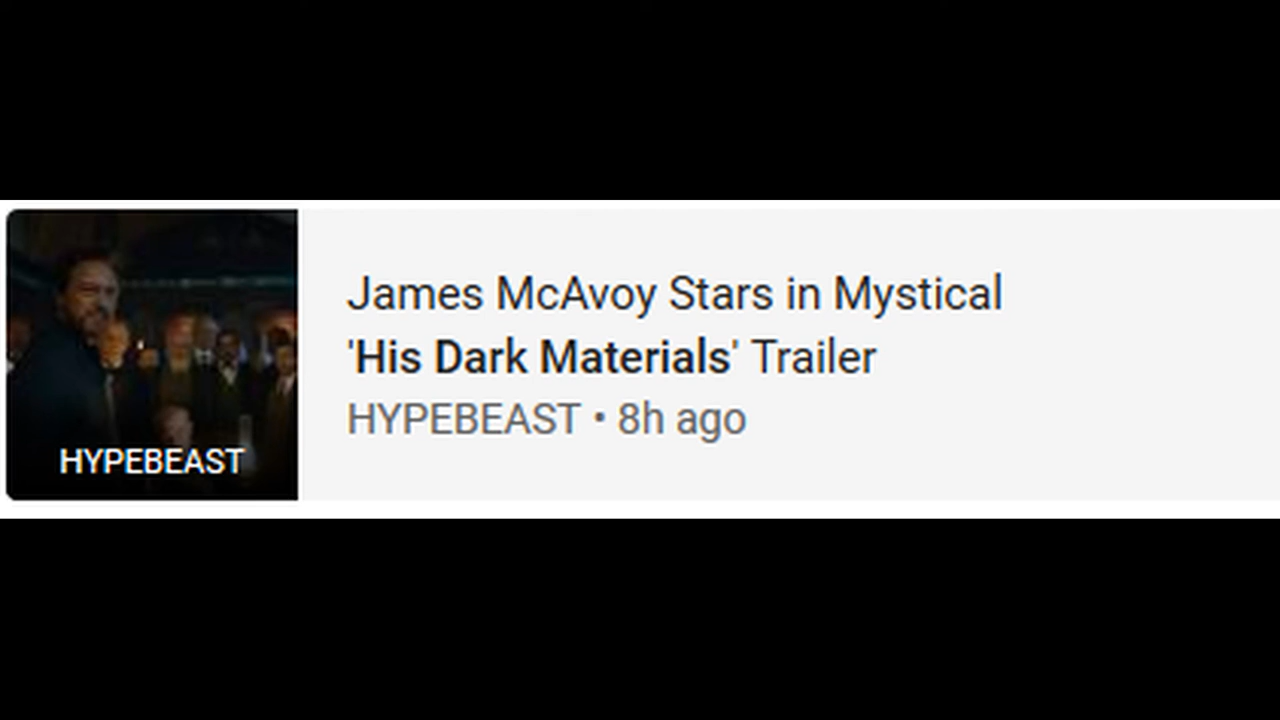 James McAvoy Stars in Mystical
'His Dark Materials' Trailer
HYPEBEAST • 8h ago
HYPEBEAST